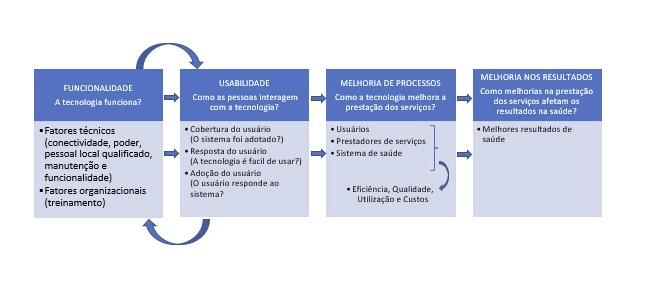 FUNCIONALIDADE
A tecnologia funciona?
•Fatores técnicos
(conectividade, poder,
pessoal local qualificado,
manutenção e
funcionalidade)
•Fatores organizacionais
(treinamento)
USABILIDADE
Como as pessoas interagem
com a tecnologia?
• Cobertura do usuário
(O sistema foi adotado?)
• Resposta do usuário
(A tecnologia é facil de usar?)
• Adoção do usuário
(O usuário responde ao
sistema?
MELHORIA DE PROCESSOS
Como a tecnologia melhora a
prestação dos serviços?
• Usuários
• Prestadores de serviços
• Sistema de saúde
• Eficiência, Qualidade,
Utilização e Custos
MELHORIA NOS RESULTADOS
Como melhorias na prestação
dos serviços afetam os
resultados na saúde?
• Melhores resultados de
saúde